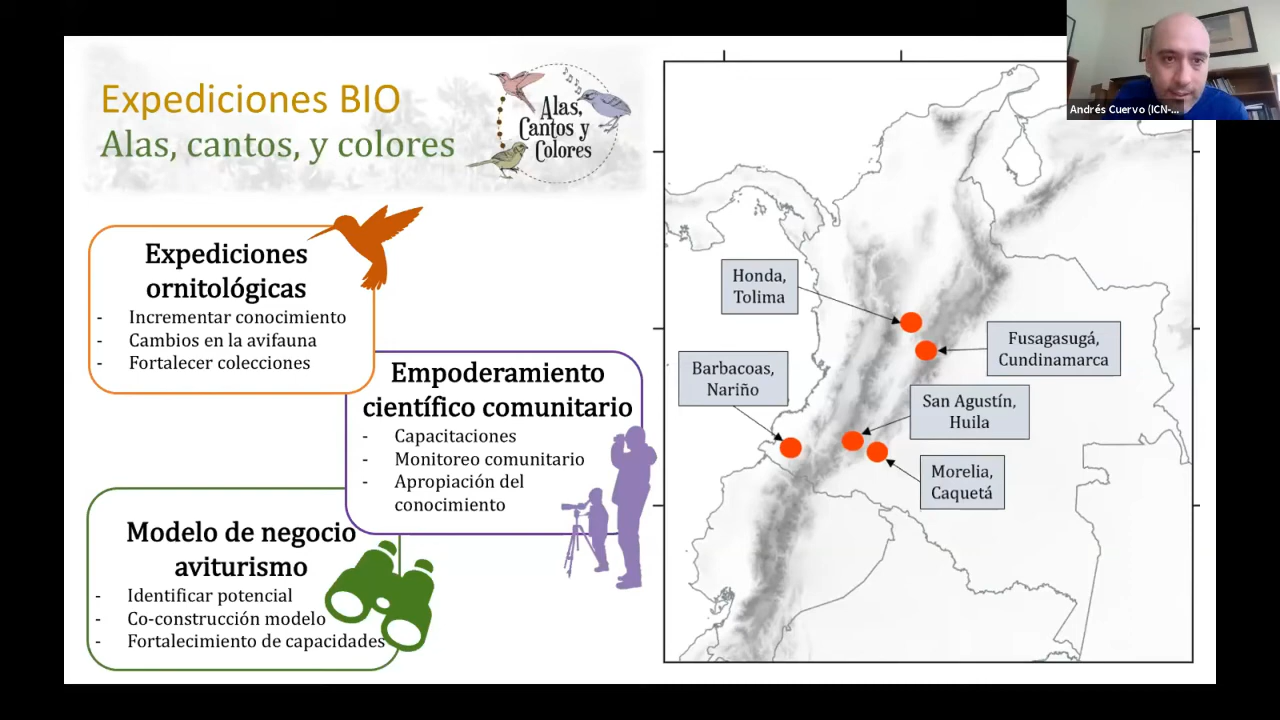 Expediciones BIO
Alas, cantos, y colores
Alas,
Cantos y
Colores
Expediciones
ornitológicas
- Incrementar conocimiento
- Cambios en la avifauna
- Fortalecer colecciones
Empoderamiento
científico comunitario
- Capacitaciones
- Monitoreo comunitario
- Apropiación del
conocimiento
Modelo de negocio
aviturismo
- Identificar potencial
- Co-construcción modelo
- Fortalecimiento de capacidades
Honda,
Tolima
Fusagasugá,
Cundinamarca
Barbacoas,
Nariño
San Agustín,
Huila
Morelia,
Caquetá
Andrés Cuervo (ICN-...